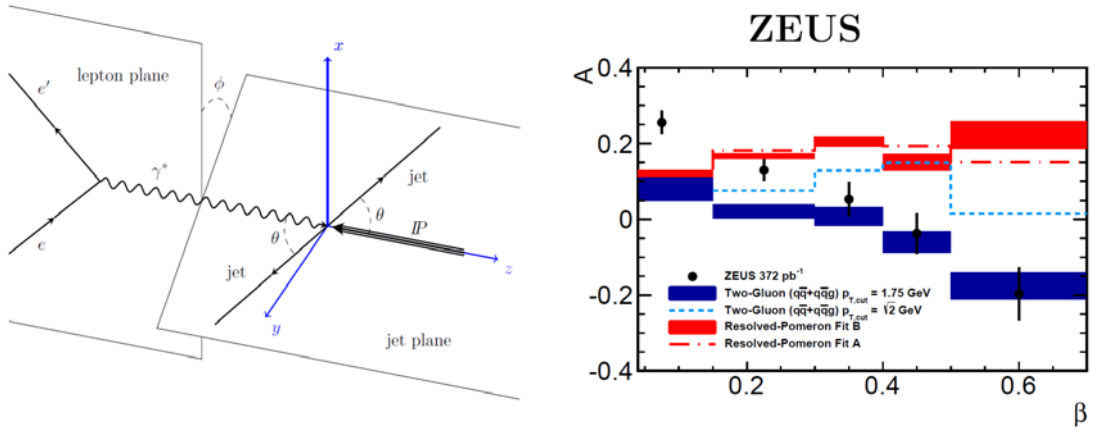 lepton plane
ϕ
x
e′
γ*
jet
θ
IP
e
θ
z
jet
y
jet plane
ZEUS
A
0.4
0.2
0
-0.2
-0.4
ZEUS 372 pb⁻¹
Two-Gluon (qq̄+qq̄g) p_T,cut = 1.75 GeV
Two-Gluon (qq̄+qq̄g) p_T,cut = √2 GeV
Resolved-Pomeron Fit B
Resolved-Pomeron Fit A
0.2 0.4 0.6
β